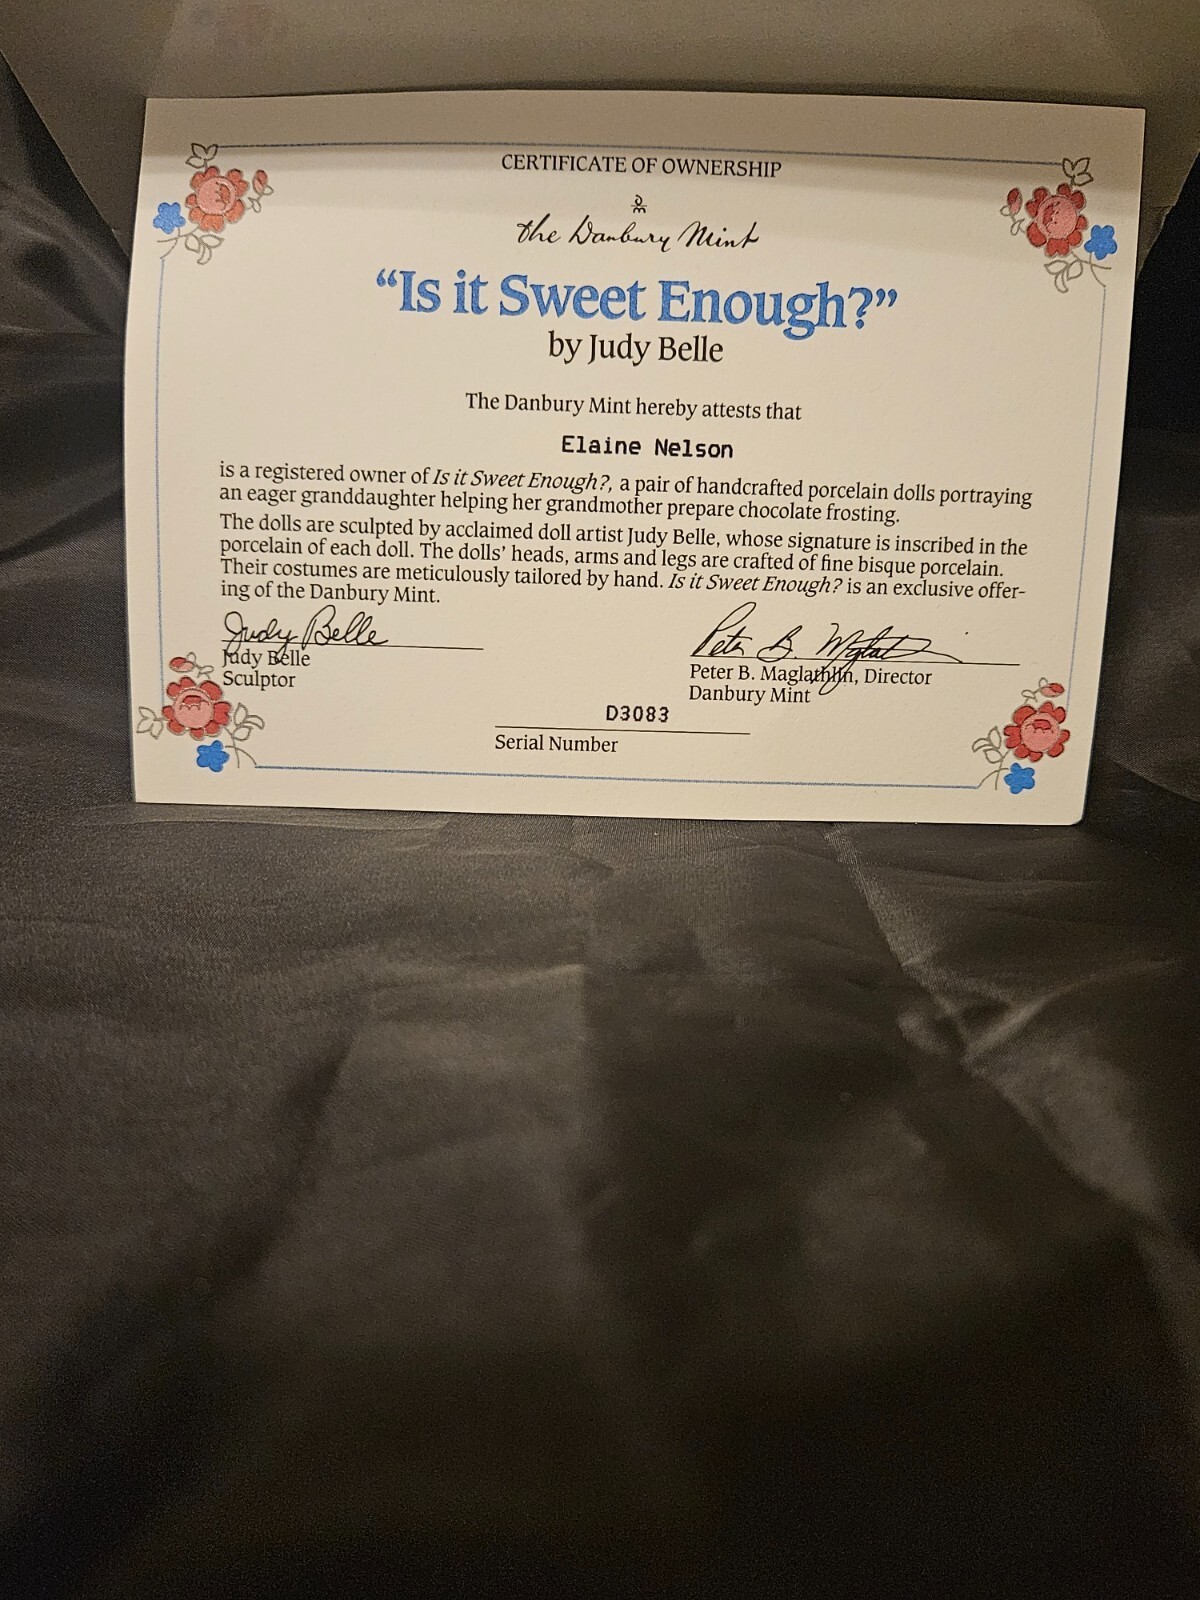 CERTIFICATE OF OWNERSHIP
the Danbury Mint
“Is it Sweet Enough?”
by Judy Belle
The Danbury Mint hereby attests that
Elaine Nelson
is a registered owner of Is it Sweet Enough?, a pair of handcrafted porcelain dolls portraying
an eager granddaughter helping her grandmother prepare chocolate frosting.
The dolls are sculpted by acclaimed doll artist Judy Belle, whose signature is inscribed in the
porcelain of each doll. The dolls’ heads, arms and legs are crafted of fine bisque porcelain.
Their costumes are meticulously tailored by hand. Is it Sweet Enough? is an exclusive offer-
ing of the Danbury Mint.
Judy Belle
Judy Belle
Sculptor
Peter B. Maglathlin
Peter B. Maglathlin, Director
Danbury Mint
D3083
Serial Number